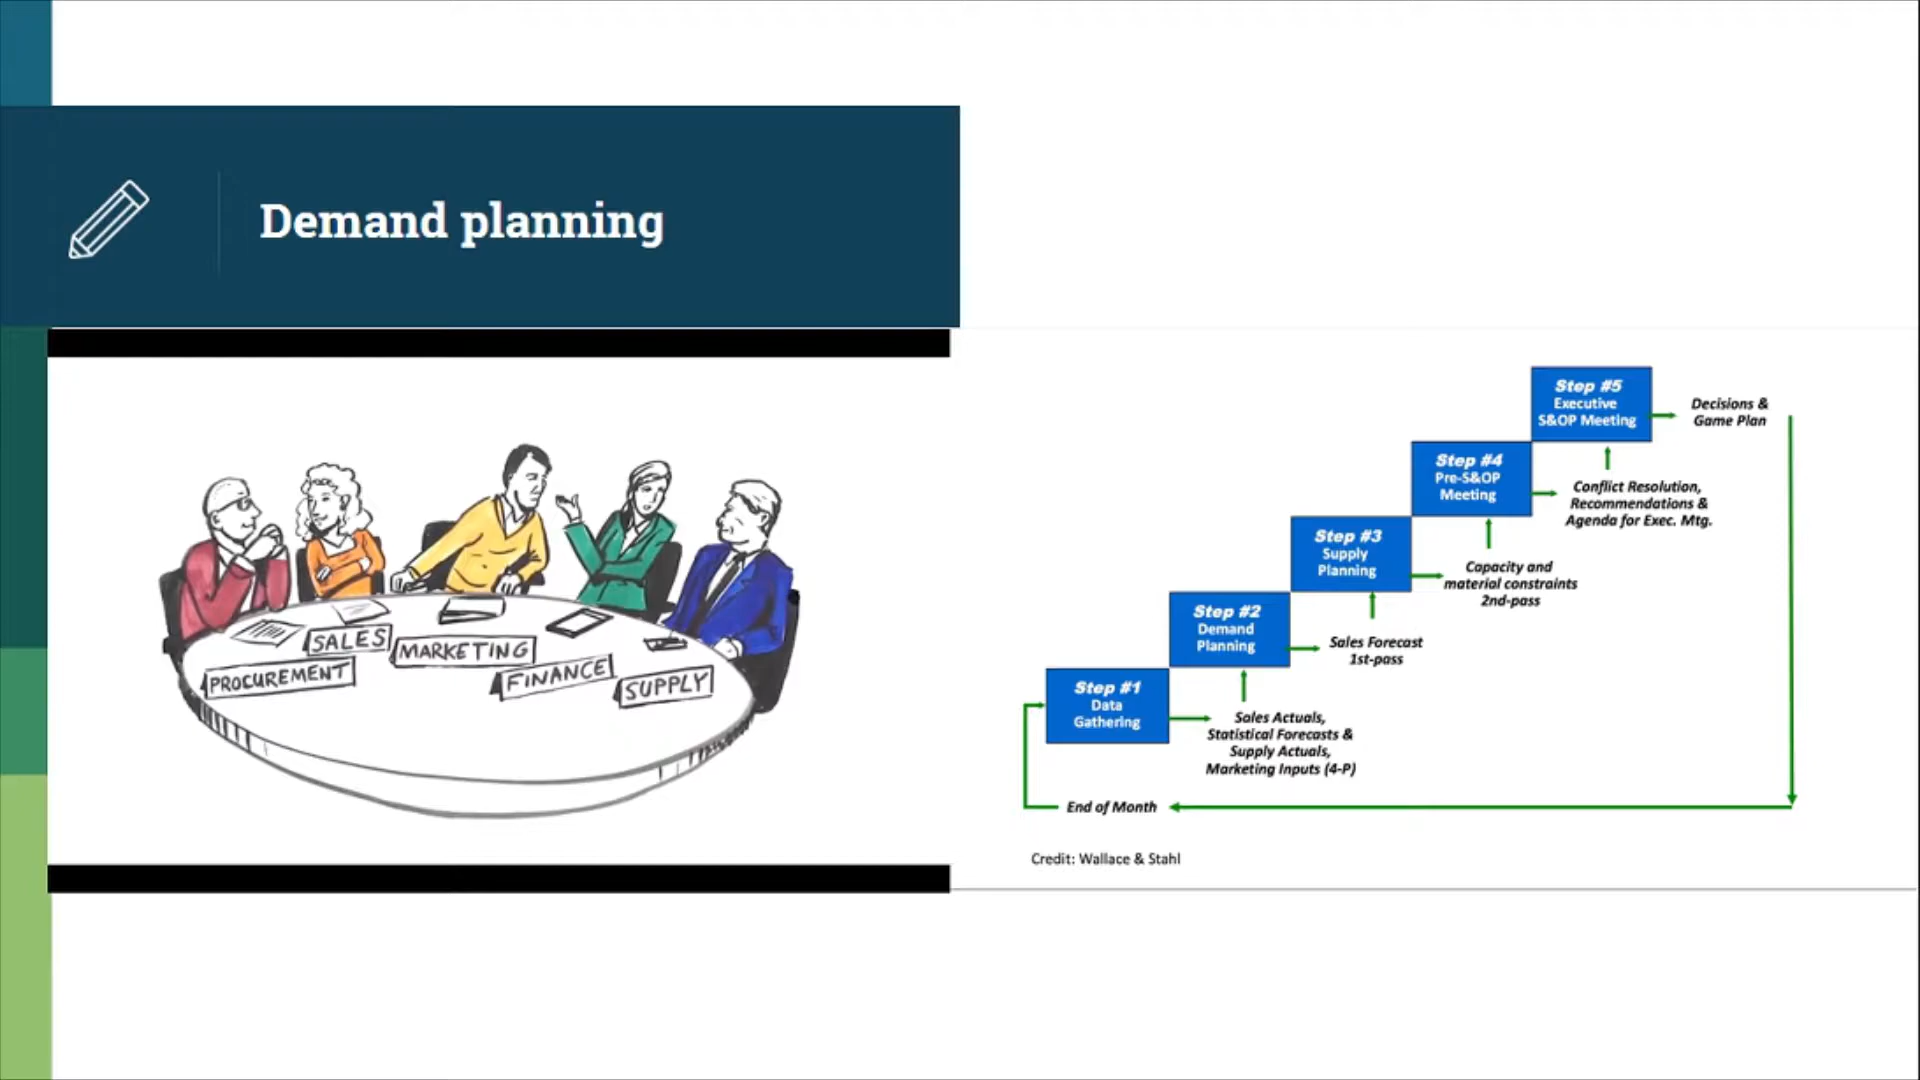 Demand planning
SALES
MARKETING
PROCUREMENT
FINANCE
SUPPLY
Step #5
Executive
S&OP Meeting
Decisions &
Game Plan
Step #4
Pre-S&OP
Meeting
Conflict Resolution,
Recommendations &
Agenda for Exec. Mtg.
Step #3
Supply
Planning
Capacity and
material constraints
2nd-pass
Step #2
Demand
Planning
Sales Forecast
1st-pass
Step #1
Data
Gathering
Sales Actuals,
Statistical Forecasts &
Supply Actuals,
Marketing Inputs (4-P)
End of Month
Credit: Wallace & Stahl